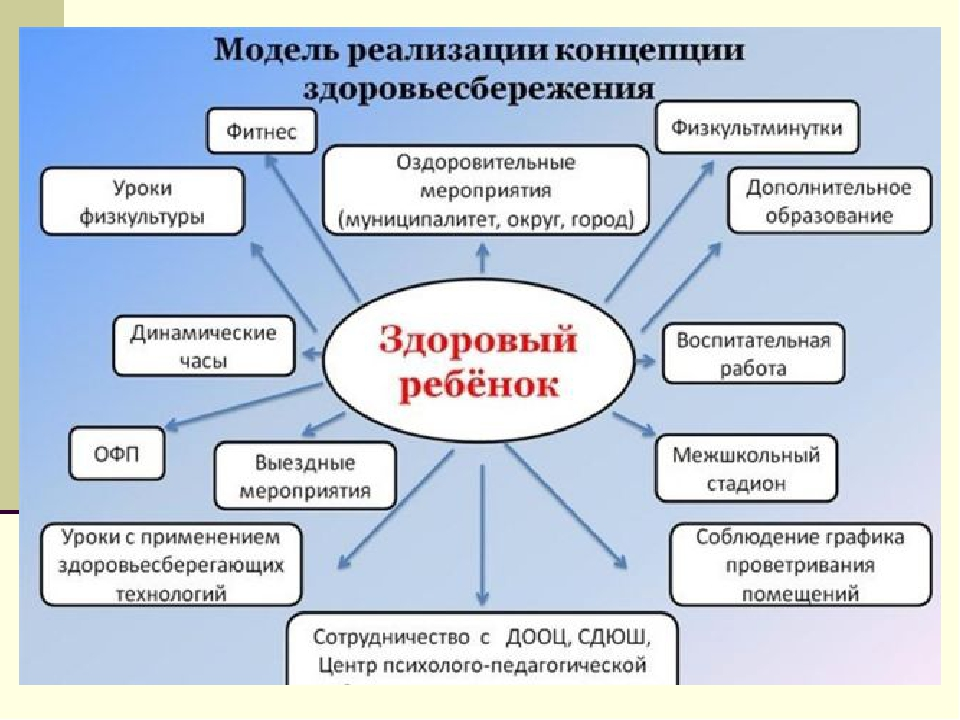 Модель реализации концепции
здоровьесбережения
Фитнес
Физкультминутки
Оздоровительные
мероприятия
(муниципалитет, округ, город)
Уроки
физкультуры
Дополнительное
образование
Здоровый
ребёнок
Динамические
часы
Воспитательная
работа
ОФП
Выездные
мероприятия
Межшкольный
стадион
Уроки с применением
здоровьесберегающих
технологий
Соблюдение графика
проветривания
помещений
Сотрудничество с ДООЦ, СДЮШ,
Центр психолого-педагогической